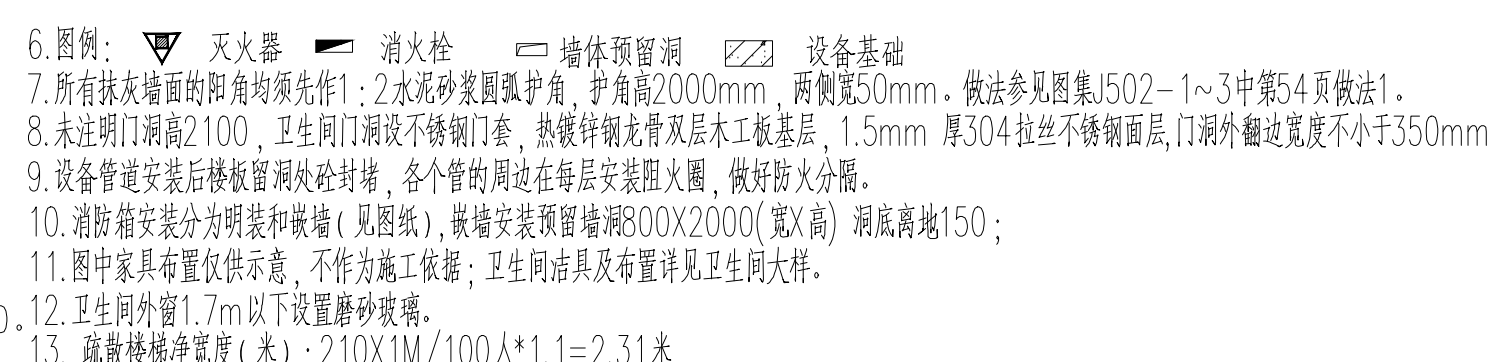 6.图例: 灭火器 消火栓 墙体预留洞 设备基础
7.所有抹灰墙面的阳角均须先作1:2水泥砂浆圆弧护角,护角高2000mm,两侧宽50mm。做法参见图集J502-1~3中第54页做法1。
8.未注明门洞高2100,卫生间门洞设不锈钢门套,热镀锌钢龙骨双层木工板基层,1.5mm 厚304拉丝不锈钢面层,门洞外翻边宽度不小于350mm
9.设备管道安装后楼板留洞处砼封堵,各个管的周边在每层安装阻火圈,做好防火分隔。
10.消防箱安装分为明装和嵌墙(见图纸),嵌墙安装预留墙洞800X2000(宽X高) 洞底离地150;
11.图中家具布置仅供示意,不作为施工依据;卫生间洁具及布置详见卫生间大样。
12.卫生间外窗1.7m以下设置磨砂玻璃。
13. 疏散楼梯净宽度(米):210X1M/100人*1.1=2.31米